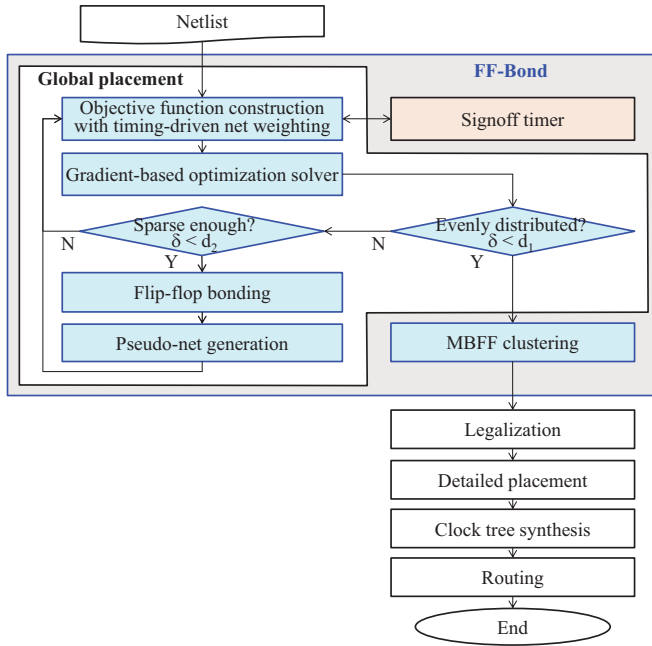 Netlist
FF-Bond
Global placement
Objective function construction
with timing-driven net weighting
Signoff timer
Gradient-based optimization solver
Sparse enough?
δ < d₂
Evenly distributed?
δ < d₁
N
Y
N
Y
Flip-flop bonding
Pseudo-net generation
MBFF clustering
Legalization
Detailed placement
Clock tree synthesis
Routing
End